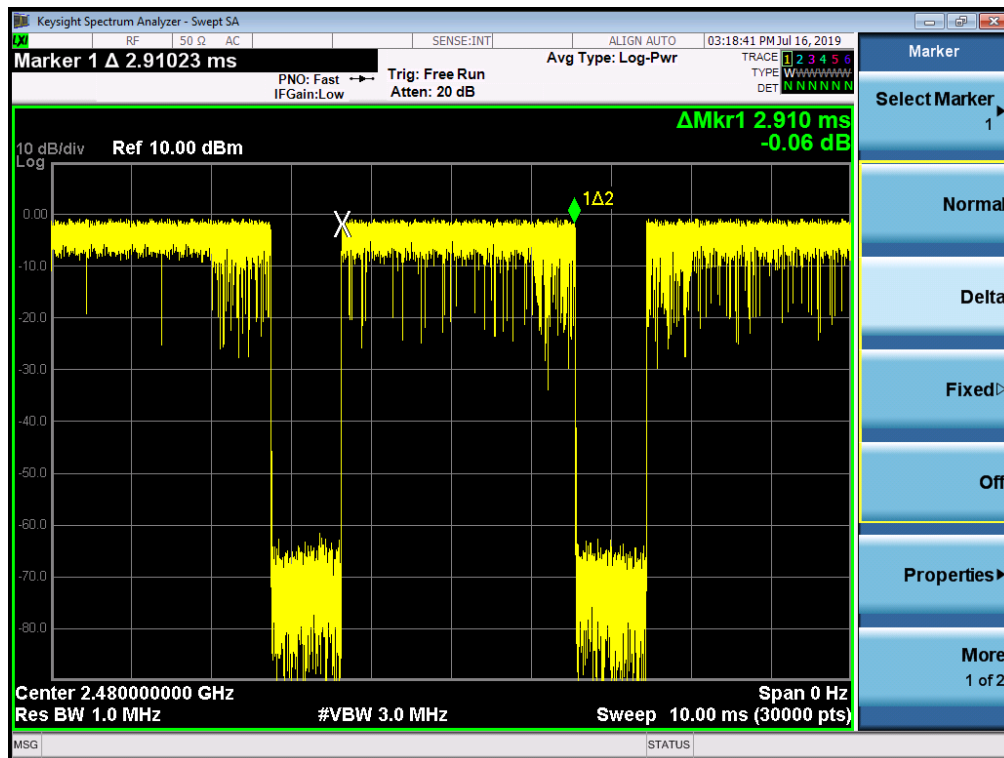 Keysight Spectrum Analyzer - Swept SA
LXI RF 50 Ω AC SENSE:INT ALIGN AUTO 03:18:41 PM Jul 16, 2019
Marker 1 Δ 2.91023 ms
PNO: Fast
IFGain:Low
Trig: Free Run
Atten: 20 dB
Avg Type: Log-Pwr
TRACE 1 2 3 4 5 6
TYPE W
DET N N N N N N
ΔMkr1 2.910 ms
-0.06 dB
10 dB/div Ref 10.00 dBm
Log
0.00
-10.0
-20.0
-30.0
-40.0
-50.0
-60.0
-70.0
-80.0
1Δ2
Center 2.480000000 GHz Span 0 Hz
Res BW 1.0 MHz #VBW 3.0 MHz Sweep 10.00 ms (30000 pts)
MSG STATUS
Marker
Select Marker
1
Normal
Delta
Fixed
Off
Properties
More
1 of 2